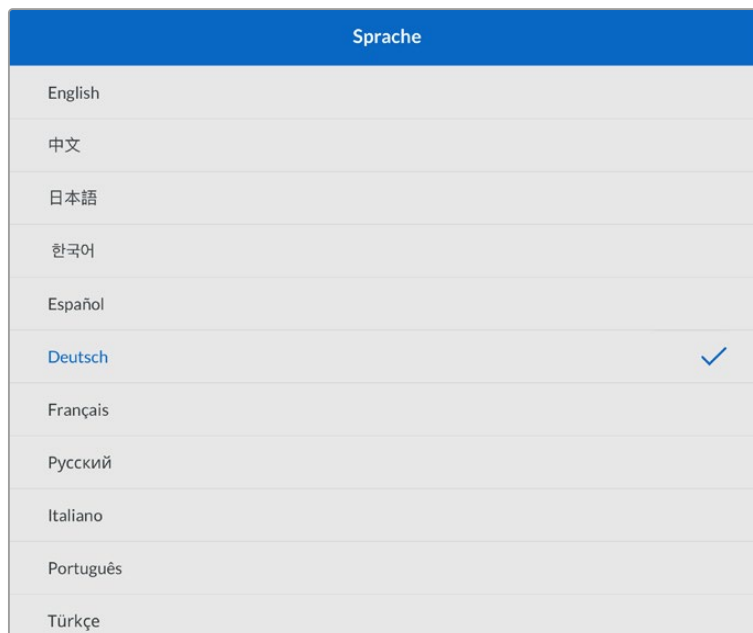 Sprache
English
中文
日本語
한국어
Español
Deutsch
Français
Русский
Italiano
Português
Türkçe